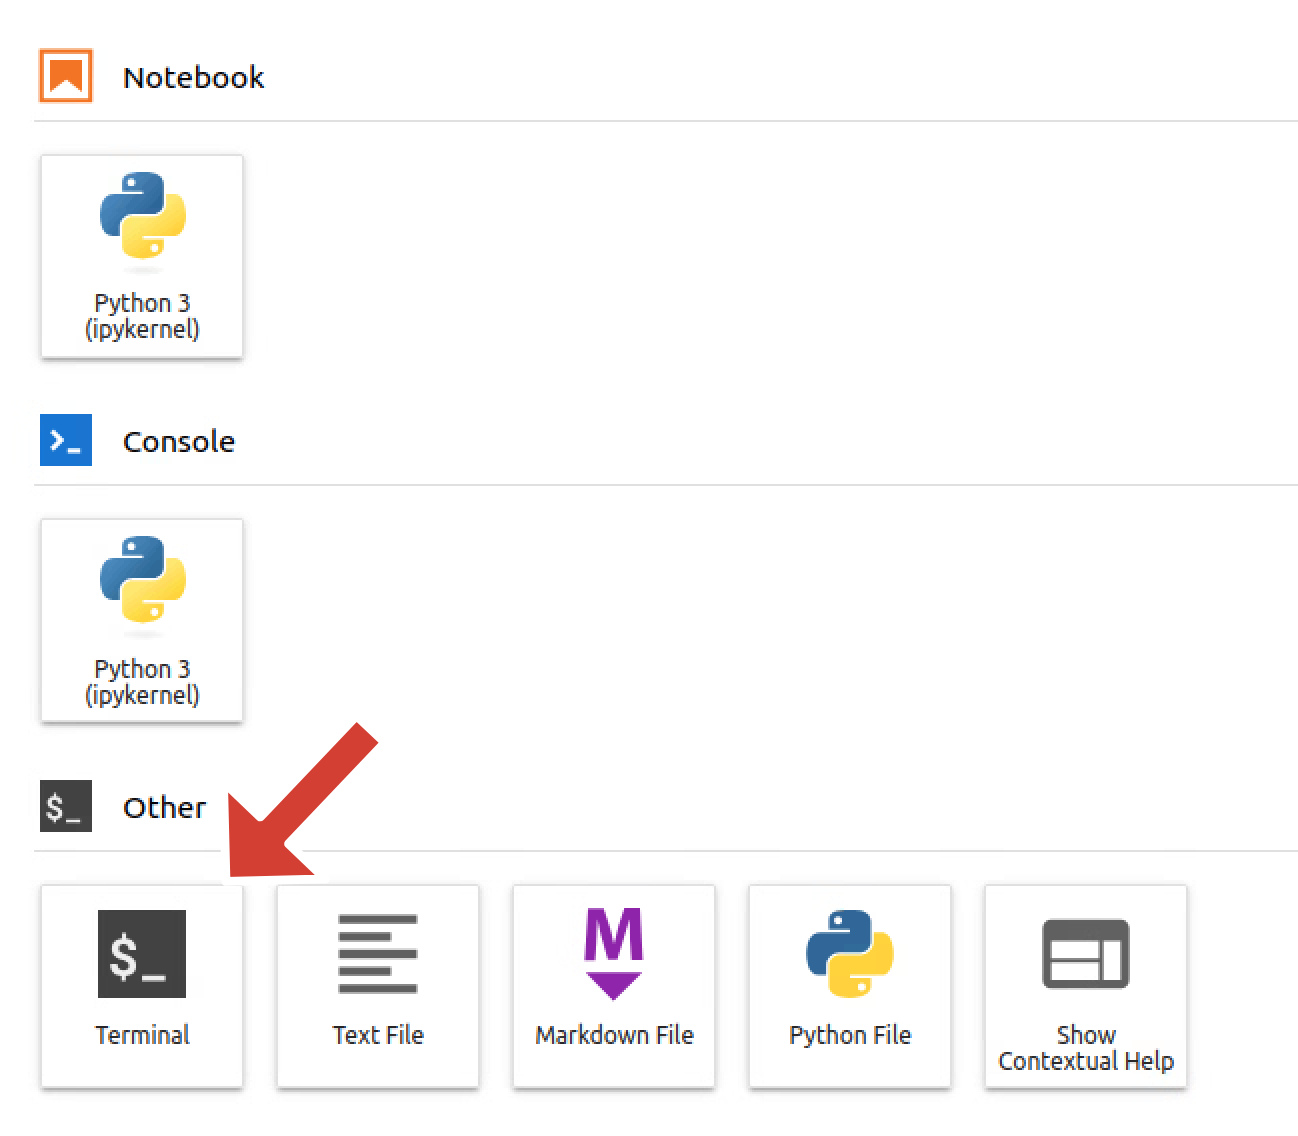 Notebook
Python 3
(ipykernel)
>_ Console
Python 3
(ipykernel)
$_ Other
$_
Terminal
Text File
M
Markdown File
Python File
Show
Contextual Help